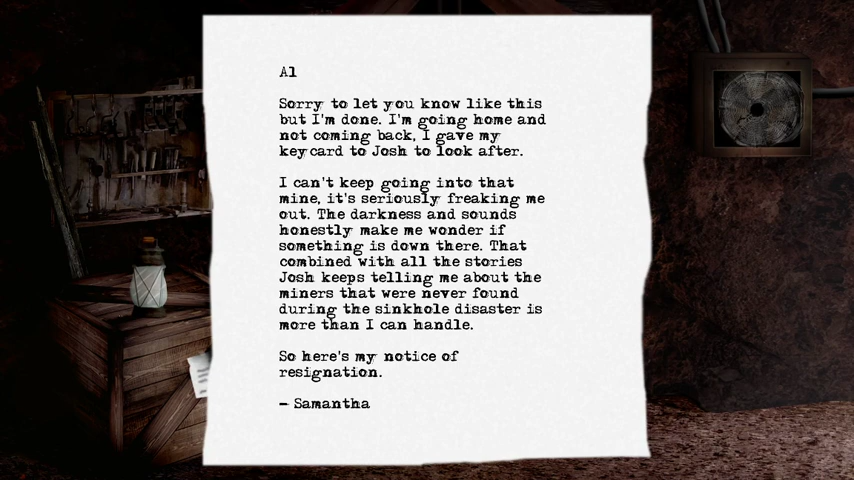 Al
Sorry to let you know like this
but I'm done. I'm going home and
not coming back, I gave my
keycard to Josh to look after.
I can't keep going into that
mine, it's seriously freaking me
out. The darkness and sounds
honestly make me wonder if
something is down there. That
combined with all the stories
Josh keeps telling me about the
miners that were never found
during the sinkhole disaster is
more than I can handle.
So here's my notice of
resignation.
— Samantha